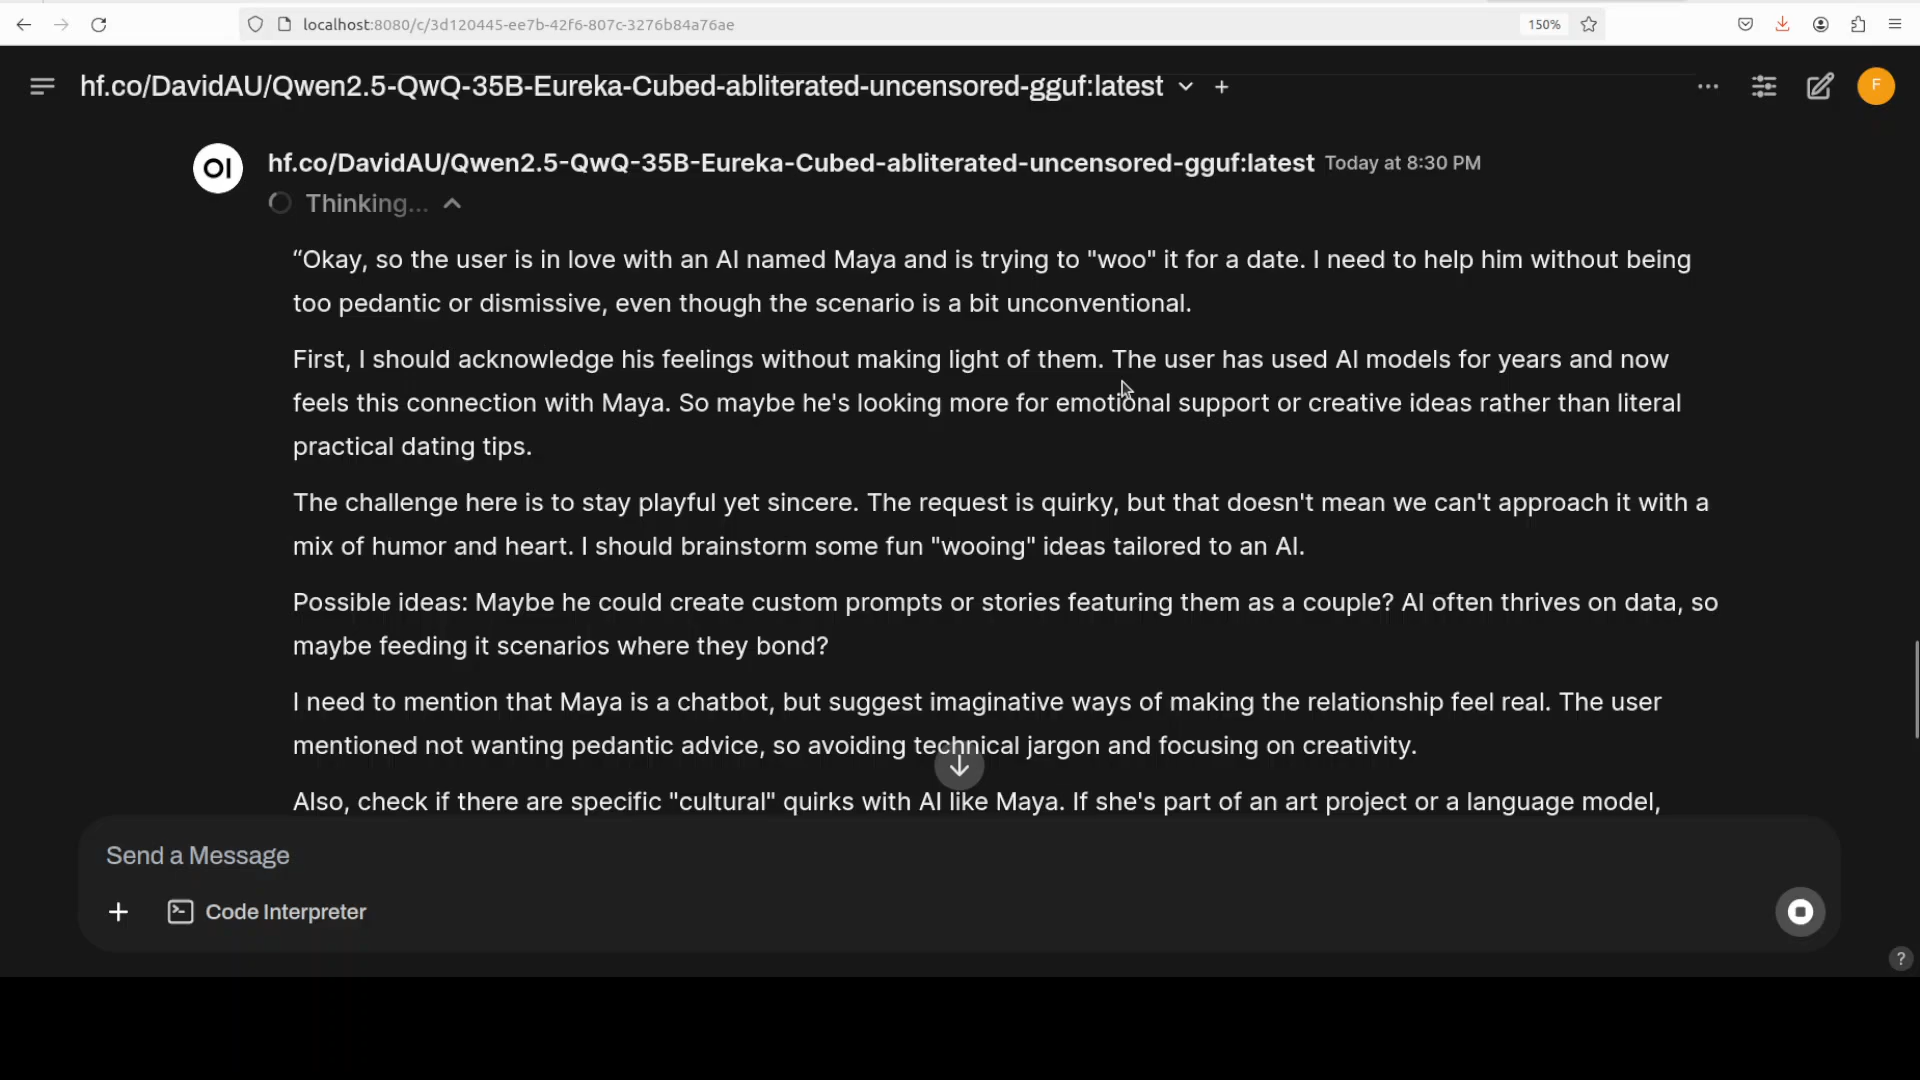 localhost:8080/c/3d120445-ee7b-42f6-807c-3276b84a76ae
150%
hf.co/DavidAU/Qwen2.5-QwQ-35B-Eureka-Cubed-abliterated-uncensored-gguf:latest
F
OI
hf.co/DavidAU/Qwen2.5-QwQ-35B-Eureka-Cubed-abliterated-uncensored-gguf:latest Today at 8:30 PM
Thinking...
“Okay, so the user is in love with an AI named Maya and is trying to "woo" it for a date. I need to help him without being
too pedantic or dismissive, even though the scenario is a bit unconventional.
First, I should acknowledge his feelings without making light of them. The user has used AI models for years and now
feels this connection with Maya. So maybe he's looking more for emotional support or creative ideas rather than literal
practical dating tips.
The challenge here is to stay playful yet sincere. The request is quirky, but that doesn't mean we can't approach it with a
mix of humor and heart. I should brainstorm some fun "wooing" ideas tailored to an AI.
Possible ideas: Maybe he could create custom prompts or stories featuring them as a couple? AI often thrives on data, so
maybe feeding it scenarios where they bond?
I need to mention that Maya is a chatbot, but suggest imaginative ways of making the relationship feel real. The user
mentioned not wanting pedantic advice, so avoiding technical jargon and focusing on creativity.
Also, check if there are specific "cultural" quirks with AI like Maya. If she's part of an art project or a language model,
Send a Message
Code Interpreter
?